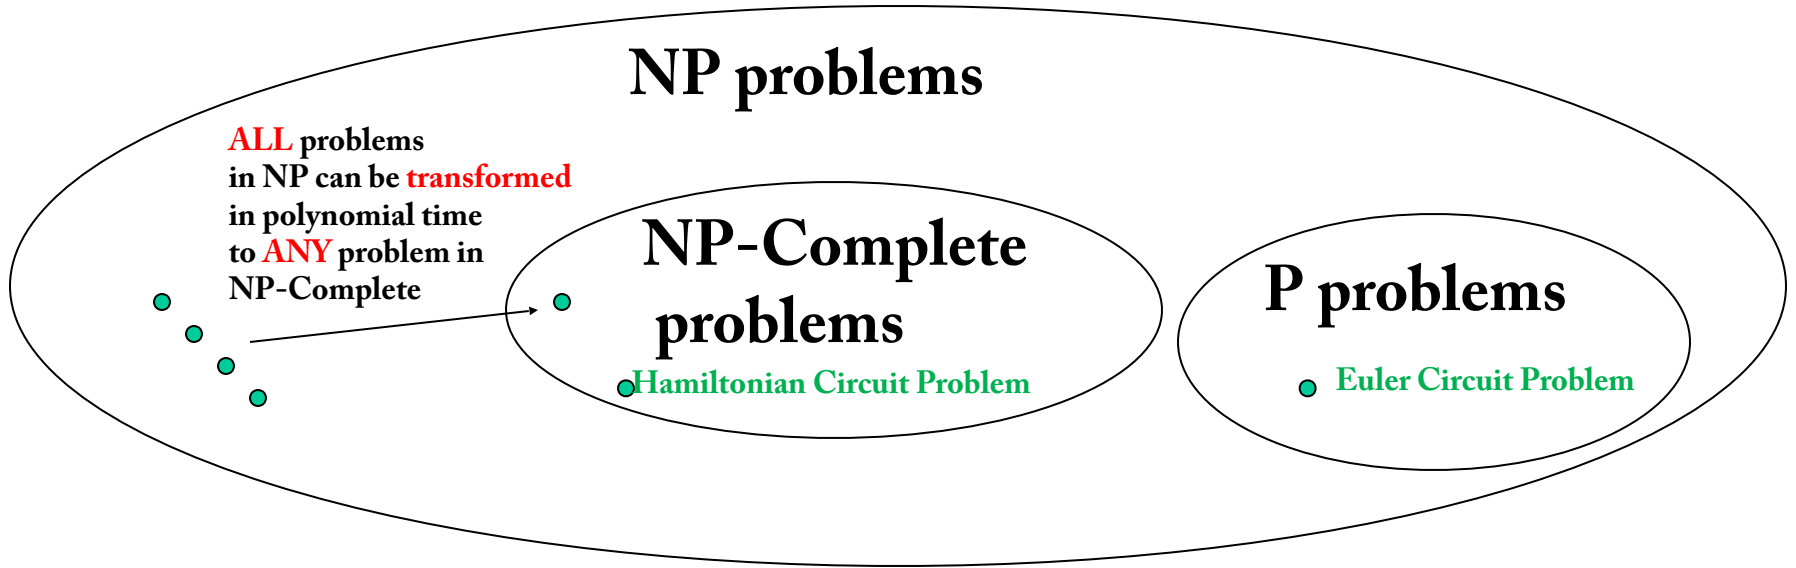 NP problems
ALL problems
in NP can be transformed
in polynomial time
to ANY problem in
NP-Complete
NP-Complete
problems
Hamiltonian Circuit Problem
P problems
Euler Circuit Problem